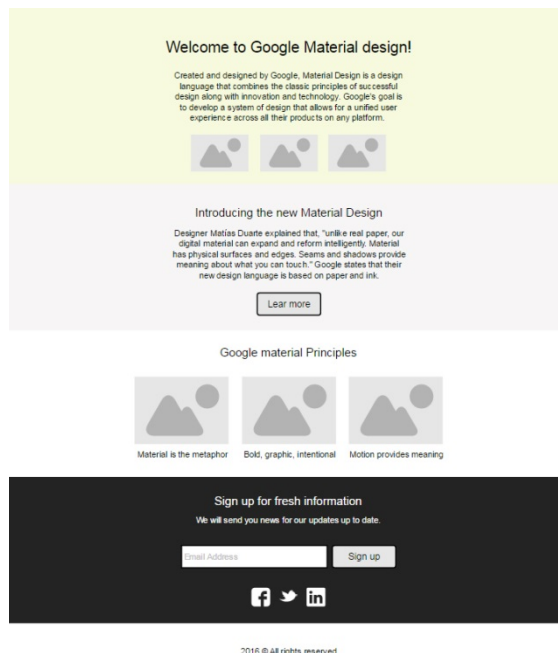 Welcome to Google Material design!
Created and designed by Google, Material Design is a design
language that combines the classic principles of successful
design along with innovation and technology. Google's goal is
to develop a system of design that allows for a unified user
experience across all their products on any platform.
Introducing the new Material Design
Designer Matías Duarte explained that, "unlike real paper, our
digital material can expand and reform intelligently. Material
has physical surfaces and edges. Seams and shadows provide
meaning about what you can touch." Google states that their
new design language is based on paper and ink.
Lear more
Google material Principles
Material is the metaphor Bold, graphic, intentional Motion provides meaning
Sign up for fresh information
We will send you news for our updates up to date.
Email Address Sign up
2016 © All rights reserved